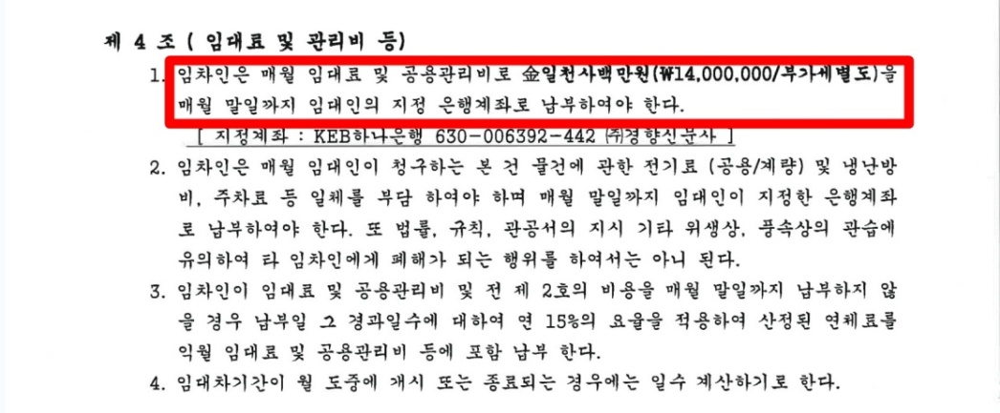 제 4 조 ( 임대료 및 관리비 등)
1. 임차인은 매월 임대료 및 공용관리비로 金일천사백만원(₩14,000,000/부가세별도)을
매월 말일까지 임대인의 지정 은행계좌로 납부하여야 한다.
[ 지정계좌 : KEB하나은행 630-006392-442 ㈜경향신문사 ]
2. 임차인은 매월 임대인이 청구하는 본 건 물건에 관한 전기료 (공용/계량) 및 냉난방
비, 주차료 등 일체를 부담 하여야 하며 매월 말일까지 임대인이 지정한 은행계좌
로 납부하여야 한다. 또 법률, 규칙, 관공서의 지시 기타 위생상, 풍속상의 관습에
유의하여 타 임차인에게 폐해가 되는 행위를 하여서는 아니 된다.
3. 임차인이 임대료 및 공용관리비 및 전 제 2호의 비용을 매월 말일까지 납부하지 않
을 경우 납부일 그 경과일수에 대하여 연 15%의 요율을 적용하여 산정된 연체료를
익월 임대료 및 공용관리비 등에 포함 납부 한다.
4. 임대차기간이 월 도중에 개시 또는 종료되는 경우에는 일수 계산하기로 한다.